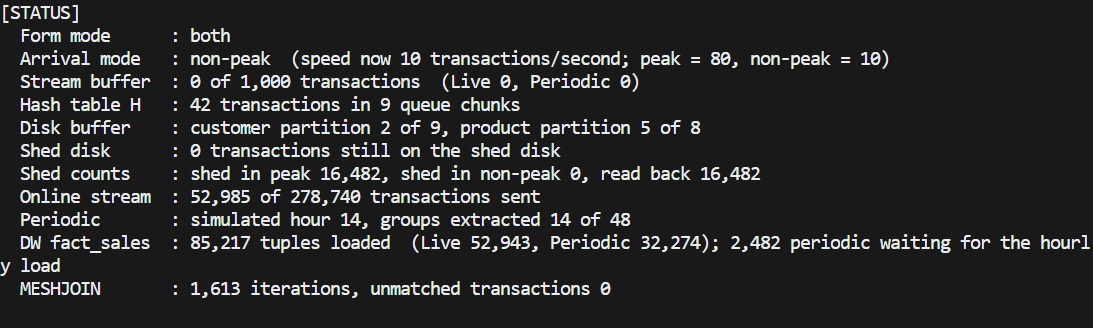 [STATUS]
  Form mode      : both
  Arrival mode   : non-peak  (speed now 10 transactions/second; peak = 80, non-peak = 10)
  Stream buffer  : 0 of 1,000 transactions  (Live 0, Periodic 0)
  Hash table H   : 42 transactions in 9 queue chunks
  Disk buffer    : customer partition 2 of 9, product partition 5 of 8
  Shed disk      : 0 transactions still on the shed disk
  Shed counts    : shed in peak 16,482, shed in non-peak 0, read back 16,482
  Online stream  : 52,985 of 278,740 transactions sent
  Periodic       : simulated hour 14, groups extracted 14 of 48
  DW fact_sales  : 85,217 tuples loaded  (Live 52,943, Periodic 32,274); 2,482 periodic waiting for the hourl
y load
  MESHJOIN       : 1,613 iterations, unmatched transactions 0